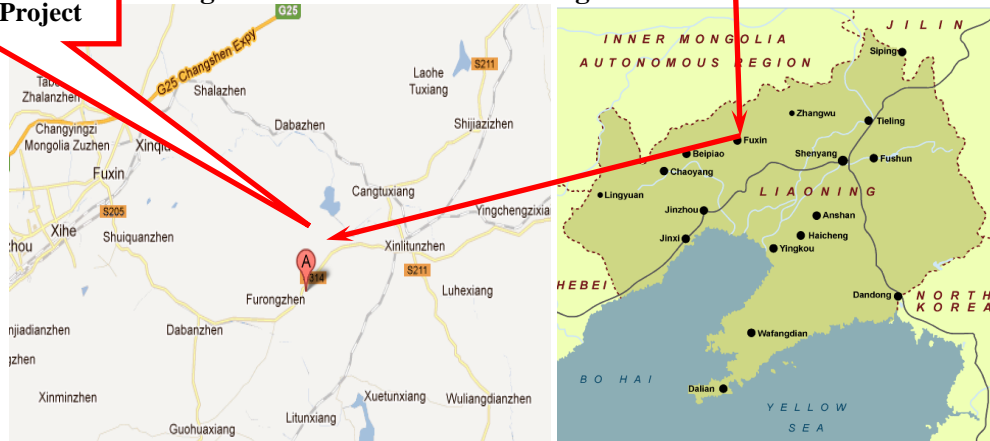 Project
G25
G25 Changshen Expy
Shalazhen
Laohe
Tuxiang
S211
Zhalanzhen
Dabazhen
Shijiazizhen
Changyingzi
Mongolia Zuzhen
Fuxin
Cangtuxiang
S205
Yingchengzixia
Xihe
Shuiquanzhen
Xinlitunzhen
A
S211
314
Furongzhen
Luhexiang
Dabanzhen
njiadianzhen
gzhen
Xinminzhen
Xuetunxiang
Wuliangdianzhen
Litunxiang
Guohuaxiang
INNER MONGOLIA
AUTONOMOUS REGION
JILIN
Siping
Zhangwu
Tieling
Fuxin
Beipiao
Shenyang
Fushun
Chaoyang
Lingyuan
LIAONING
Jinzhou
Anshan
Jinxi
Haicheng
Yingkou
HEBEI
Dandong
NORTH
KOREA
Wafangdian
BO HAI
Dalian
YELLOW
SEA